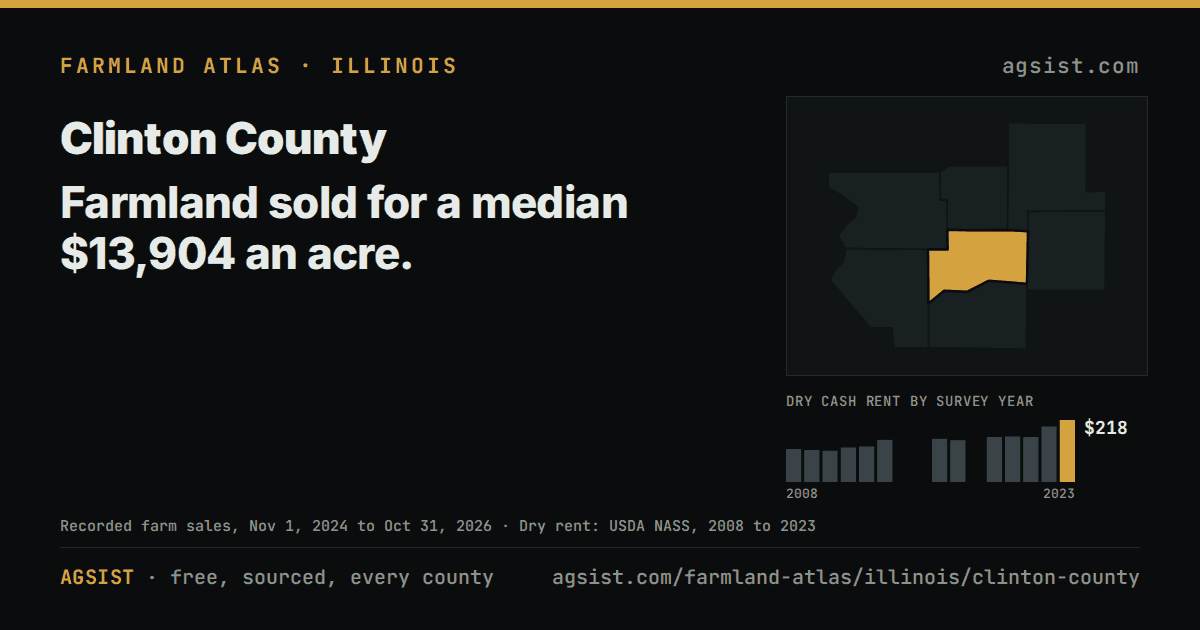 FARMLAND ATLAS · ILLINOIS
agsist.com
Clinton County
Farmland sold for a median
$13,904 an acre.
DRY CASH RENT BY SURVEY YEAR
$218
2008
2023
Recorded farm sales, Nov 1, 2024 to Oct 31, 2026 · Dry rent: USDA NASS, 2008 to 2023
AGSIST · free, sourced, every county
agsist.com/farmland-atlas/illinois/clinton-county